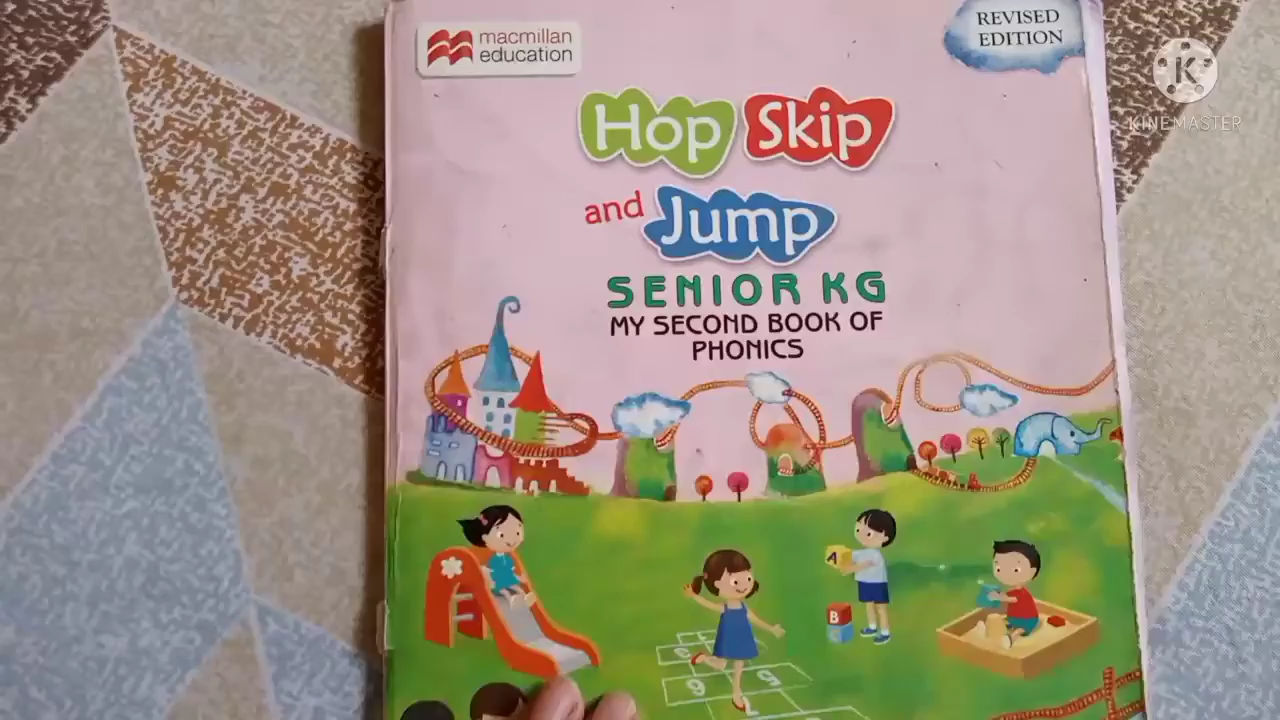 macmillan
education
REVISED
EDITION
KINEMASTER
Hop Skip
and Jump
SENIOR KG
MY SECOND BOOK OF
PHONICS
A
B